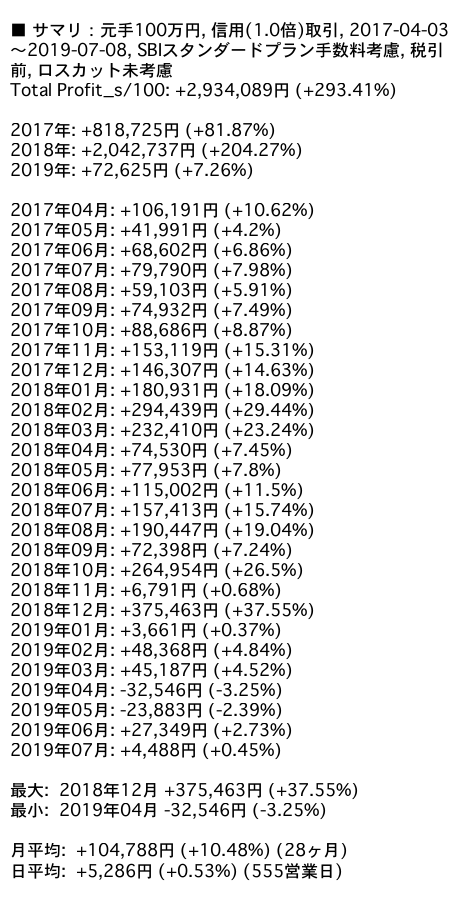 ■ サマリ：元手100万円, 信用(1.0倍)取引, 2017-04-03
〜2019-07-08, SBIスタンダードプラン手数料考慮, 税引
前, ロスカット未考慮
Total Profit_s/100: +2,934,089円 (+293.41%)
2017年: +818,725円 (+81.87%)
2018年: +2,042,737円 (+204.27%)
2019年: +72,625円 (+7.26%)
2017年04月: +106,191円 (+10.62%)
2017年05月: +41,991円 (+4.2%)
2017年06月: +68,602円 (+6.86%)
2017年07月: +79,790円 (+7.98%)
2017年08月: +59,103円 (+5.91%)
2017年09月: +74,932円 (+7.49%)
2017年10月: +88,686円 (+8.87%)
2017年11月: +153,119円 (+15.31%)
2017年12月: +146,307円 (+14.63%)
2018年01月: +180,931円 (+18.09%)
2018年02月: +294,439円 (+29.44%)
2018年03月: +232,410円 (+23.24%)
2018年04月: +74,530円 (+7.45%)
2018年05月: +77,953円 (+7.8%)
2018年06月: +115,002円 (+11.5%)
2018年07月: +157,413円 (+15.74%)
2018年08月: +190,447円 (+19.04%)
2018年09月: +72,398円 (+7.24%)
2018年10月: +264,954円 (+26.5%)
2018年11月: +6,791円 (+0.68%)
2018年12月: +375,463円 (+37.55%)
2019年01月: +3,661円 (+0.37%)
2019年02月: +48,368円 (+4.84%)
2019年03月: +45,187円 (+4.52%)
2019年04月: -32,546円 (-3.25%)
2019年05月: -23,883円 (-2.39%)
2019年06月: +27,349円 (+2.73%)
2019年07月: +4,488円 (+0.45%)
最大: 2018年12月 +375,463円 (+37.55%)
最小: 2019年04月 -32,546円 (-3.25%)
月平均: +104,788円 (+10.48%) (28ヶ月)
日平均: +5,286円 (+0.53%) (555営業日)